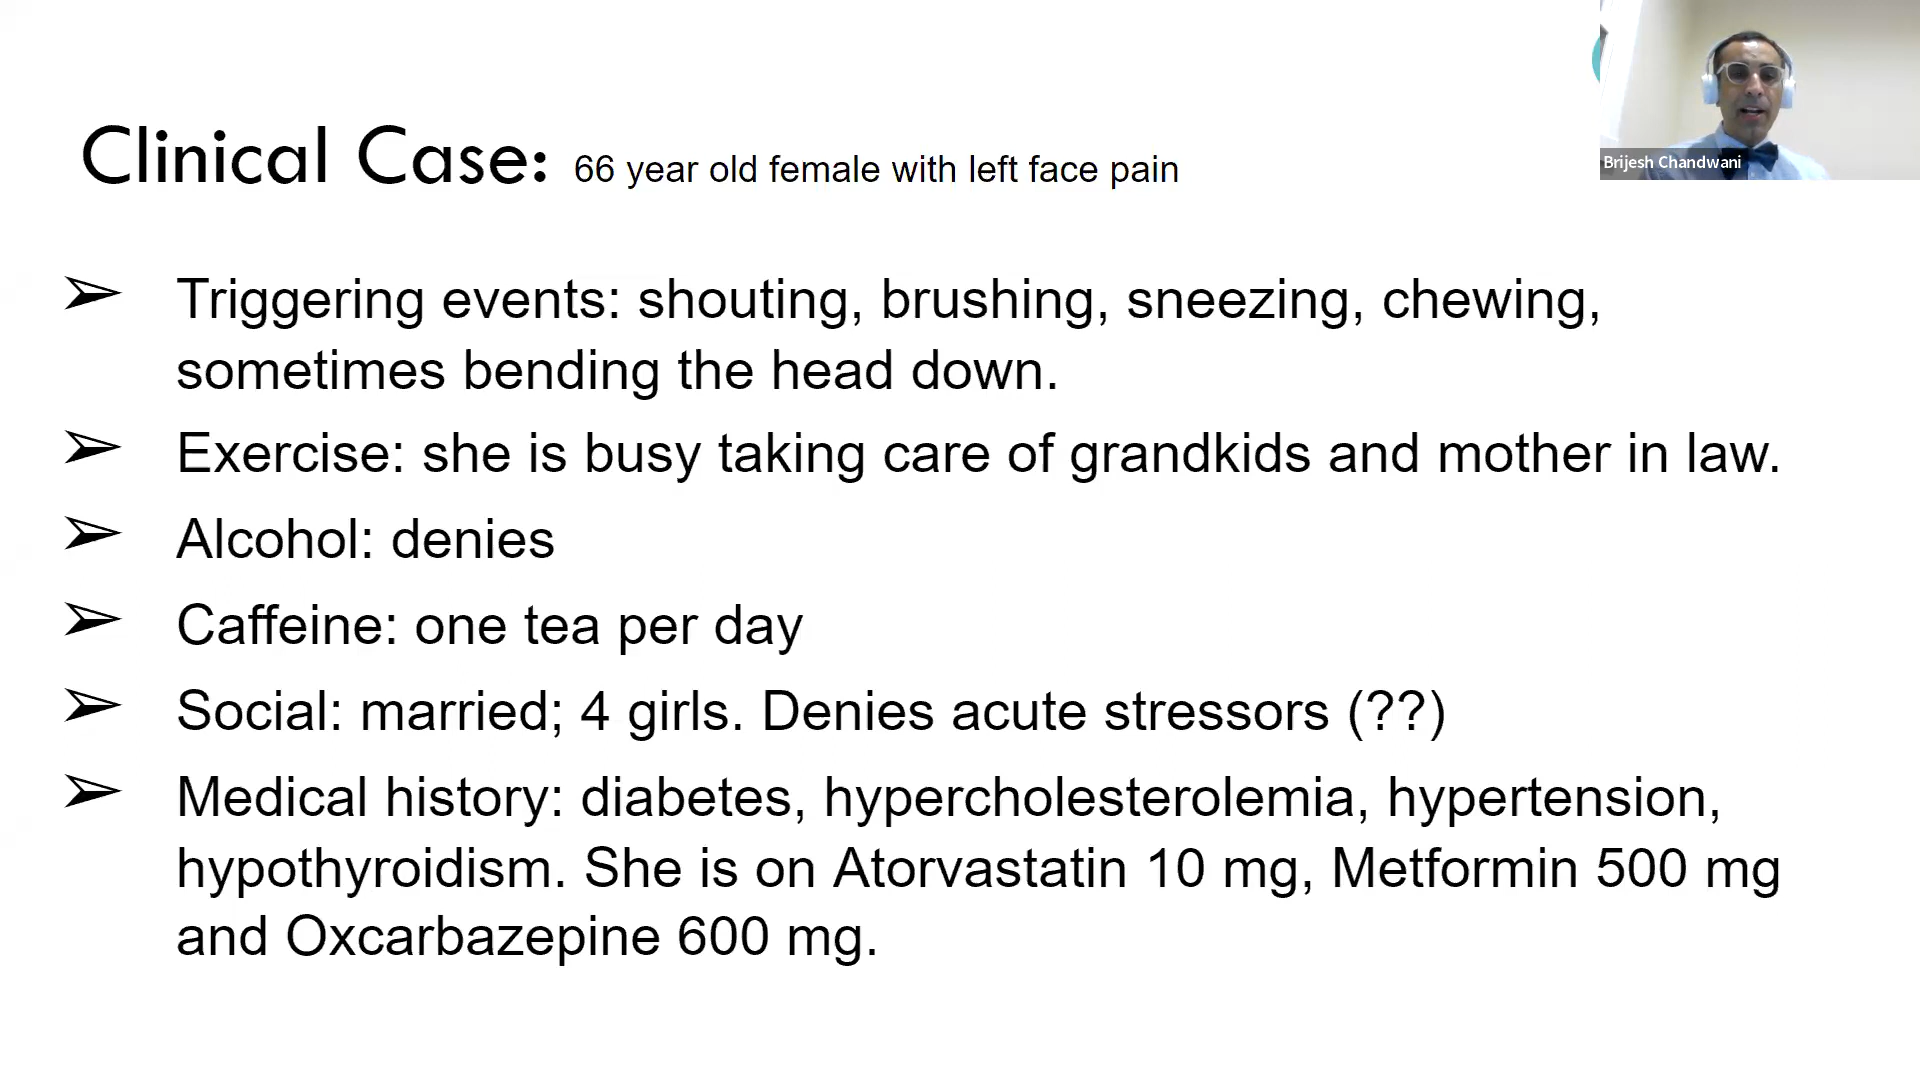 Clinical Case: 66 year old female with left face pain
Brijesh Chandwani
➢ Triggering events: shouting, brushing, sneezing, chewing,
sometimes bending the head down.
➢ Exercise: she is busy taking care of grandkids and mother in law.
➢ Alcohol: denies
➢ Caffeine: one tea per day
➢ Social: married; 4 girls. Denies acute stressors (??)
➢ Medical history: diabetes, hypercholesterolemia, hypertension,
hypothyroidism. She is on Atorvastatin 10 mg, Metformin 500 mg
and Oxcarbazepine 600 mg.